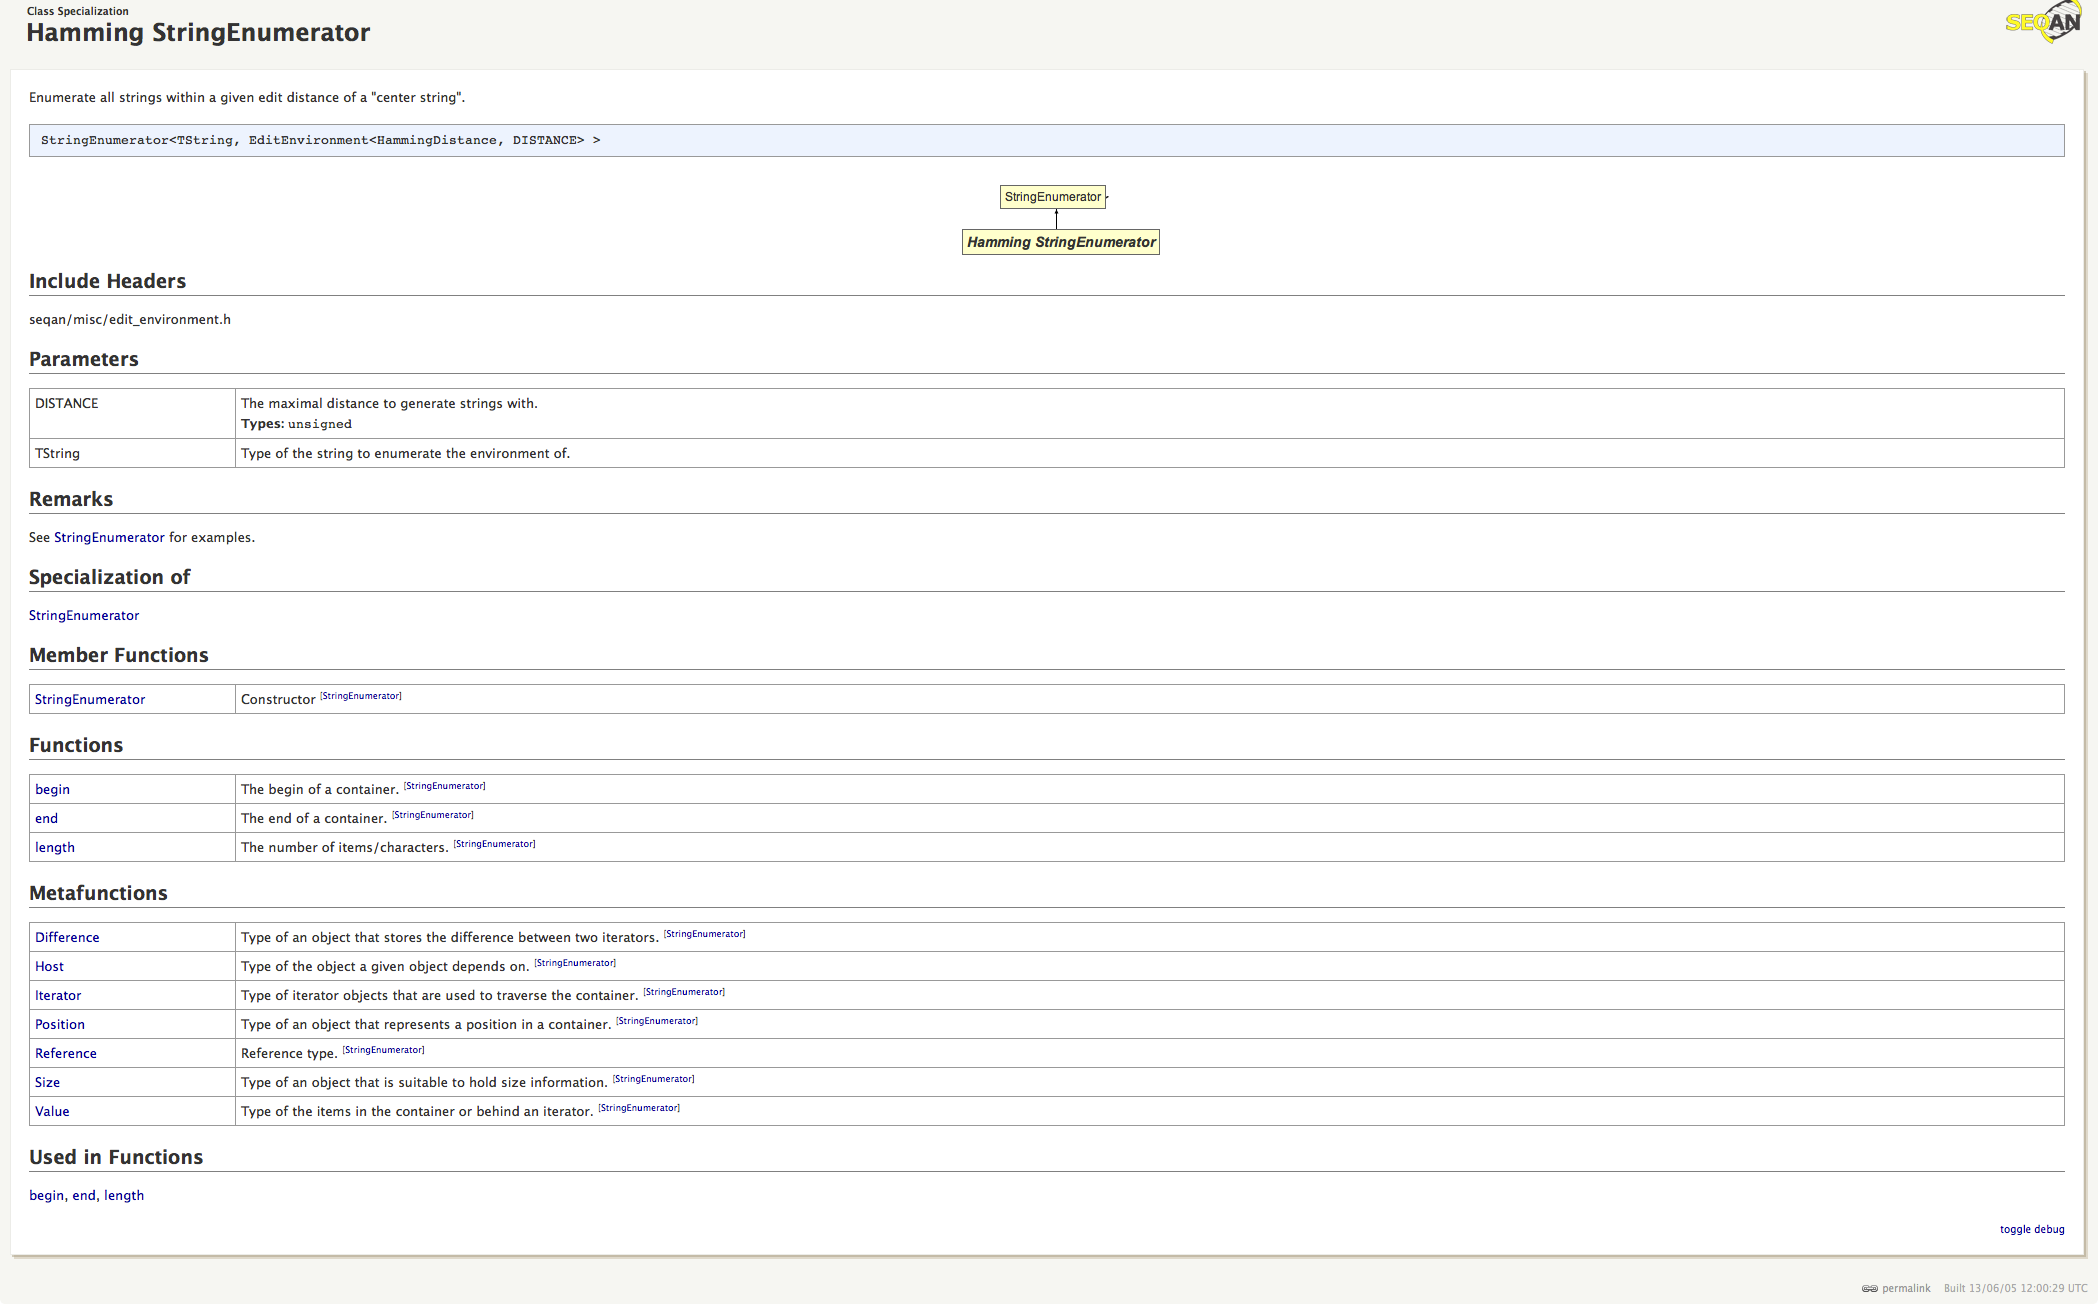 Class Specialization
Hamming StringEnumerator
SEQAN
Enumerate all strings within a given edit distance of a "center string".
StringEnumerator<TString, EditEnvironment<HammingDistance, DISTANCE> >
StringEnumerator
Hamming StringEnumerator
Include Headers
seqan/misc/edit_environment.h
Parameters
DISTANCE The maximal distance to generate strings with.
Types: unsigned
TString Type of the string to enumerate the environment of.
Remarks
See StringEnumerator for examples.
Specialization of
StringEnumerator
Member Functions
StringEnumerator Constructor [StringEnumerator]
Functions
begin The begin of a container. [StringEnumerator]
end The end of a container. [StringEnumerator]
length The number of items/characters. [StringEnumerator]
Metafunctions
Difference Type of an object that stores the difference between two iterators. [StringEnumerator]
Host Type of the object a given object depends on. [StringEnumerator]
Iterator Type of iterator objects that are used to traverse the container. [StringEnumerator]
Position Type of an object that represents a position in a container. [StringEnumerator]
Reference Reference type. [StringEnumerator]
Size Type of an object that is suitable to hold size information. [StringEnumerator]
Value Type of the items in the container or behind an iterator. [StringEnumerator]
Used in Functions
begin, end, length
toggle debug
permalink Built 13/06/05 12:00:29 UTC